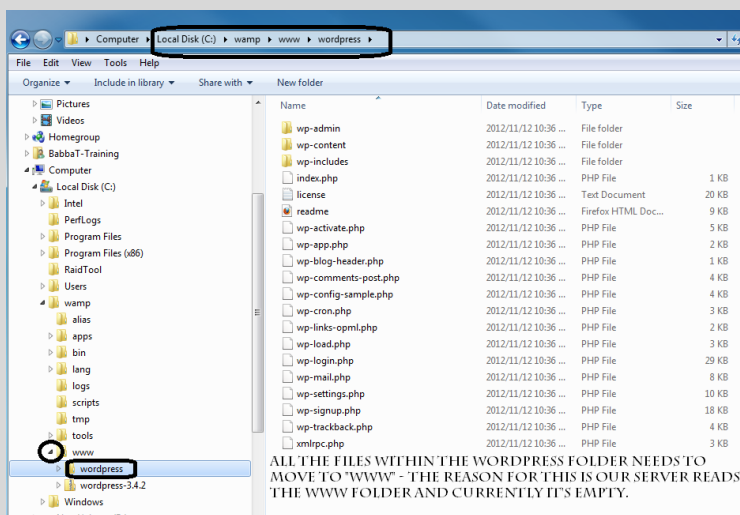 Computer Local Disk (C:) wamp www wordpress
File Edit View Tools Help
Organize Include in library Share with New folder
Pictures
Videos
Homegroup
BabbaT-Training
Computer
Local Disk (C:)
Intel
PerfLogs
Program Files
Program Files (x86)
RaidTool
Users
wamp
alias
apps
bin
lang
logs
scripts
tmp
tools
www
wordpress
wordpress-3.4.2
Windows
Name Date modified Type Size
wp-admin 2012/11/12 10:36 ... File folder
wp-content 2012/11/12 10:36 ... File folder
wp-includes 2012/11/12 10:36 ... File folder
index.php 2012/11/12 10:36 ... PHP File 1 KB
license 2012/11/12 10:36 ... Text Document 20 KB
readme 2012/11/12 10:36 ... Firefox HTML Doc... 9 KB
wp-activate.php 2012/11/12 10:36 ... PHP File 5 KB
wp-app.php 2012/11/12 10:36 ... PHP File 2 KB
wp-blog-header.php 2012/11/12 10:36 ... PHP File 1 KB
wp-comments-post.php 2012/11/12 10:36 ... PHP File 4 KB
wp-config-sample.php 2012/11/12 10:36 ... PHP File 4 KB
wp-cron.php 2012/11/12 10:36 ... PHP File 3 KB
wp-links-opml.php 2012/11/12 10:36 ... PHP File 2 KB
wp-load.php 2012/11/12 10:36 ... PHP File 3 KB
wp-login.php 2012/11/12 10:36 ... PHP File 29 KB
wp-mail.php 2012/11/12 10:36 ... PHP File 8 KB
wp-settings.php 2012/11/12 10:36 ... PHP File 10 KB
wp-signup.php 2012/11/12 10:36 ... PHP File 18 KB
wp-trackback.php 2012/11/12 10:36 ... PHP File 4 KB
xmlrpc.php 2012/11/12 10:36 ... PHP File 3 KB
ALL THE FILES WITHIN THE WORDPRESS FOLDER NEEDS TO
MOVE TO "WWW" - THE REASON FOR THIS IS OUR SERVER READS
THE WWW FOLDER AND CURRENTLY IT'S EMPTY.